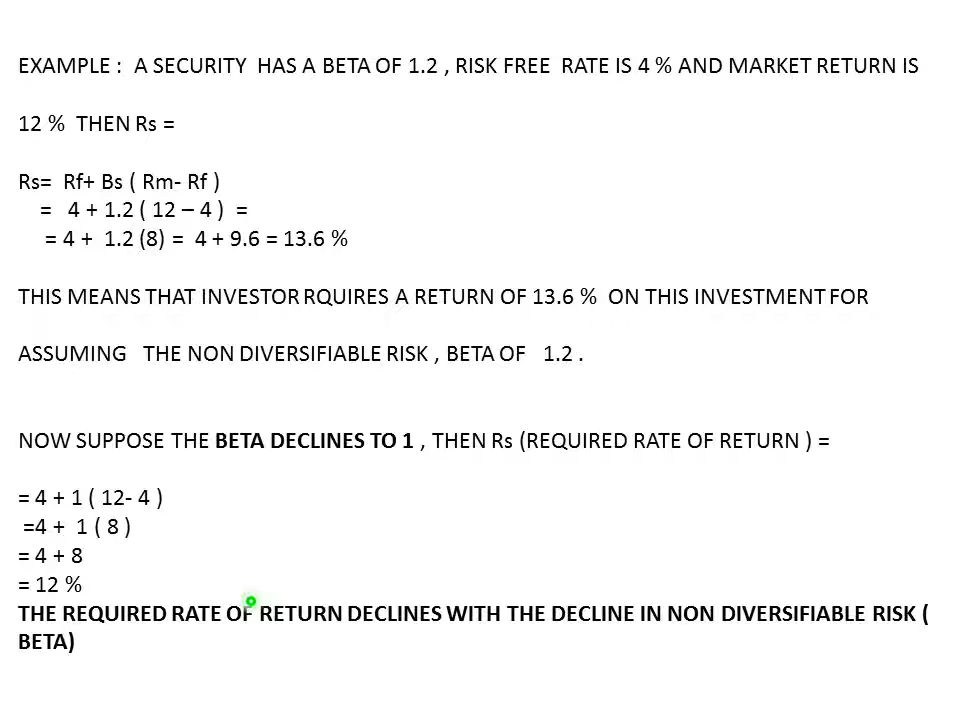 EXAMPLE : A SECURITY HAS A BETA OF 1.2 , RISK FREE RATE IS 4 % AND MARKET RETURN IS
12 % THEN Rs =
Rs= Rf+ Bs ( Rm- Rf )
= 4 + 1.2 ( 12 – 4 ) =
= 4 + 1.2 (8) = 4 + 9.6 = 13.6 %
THIS MEANS THAT INVESTOR RQUIRES A RETURN OF 13.6 % ON THIS INVESTMENT FOR
ASSUMING THE NON DIVERSIFIABLE RISK , BETA OF 1.2 .
NOW SUPPOSE THE BETA DECLINES TO 1 , THEN Rs (REQUIRED RATE OF RETURN ) =
= 4 + 1 ( 12- 4 )
=4 + 1 ( 8 )
= 4 + 8
= 12 %
THE REQUIRED RATE OF RETURN DECLINES WITH THE DECLINE IN NON DIVERSIFIABLE RISK (
BETA)